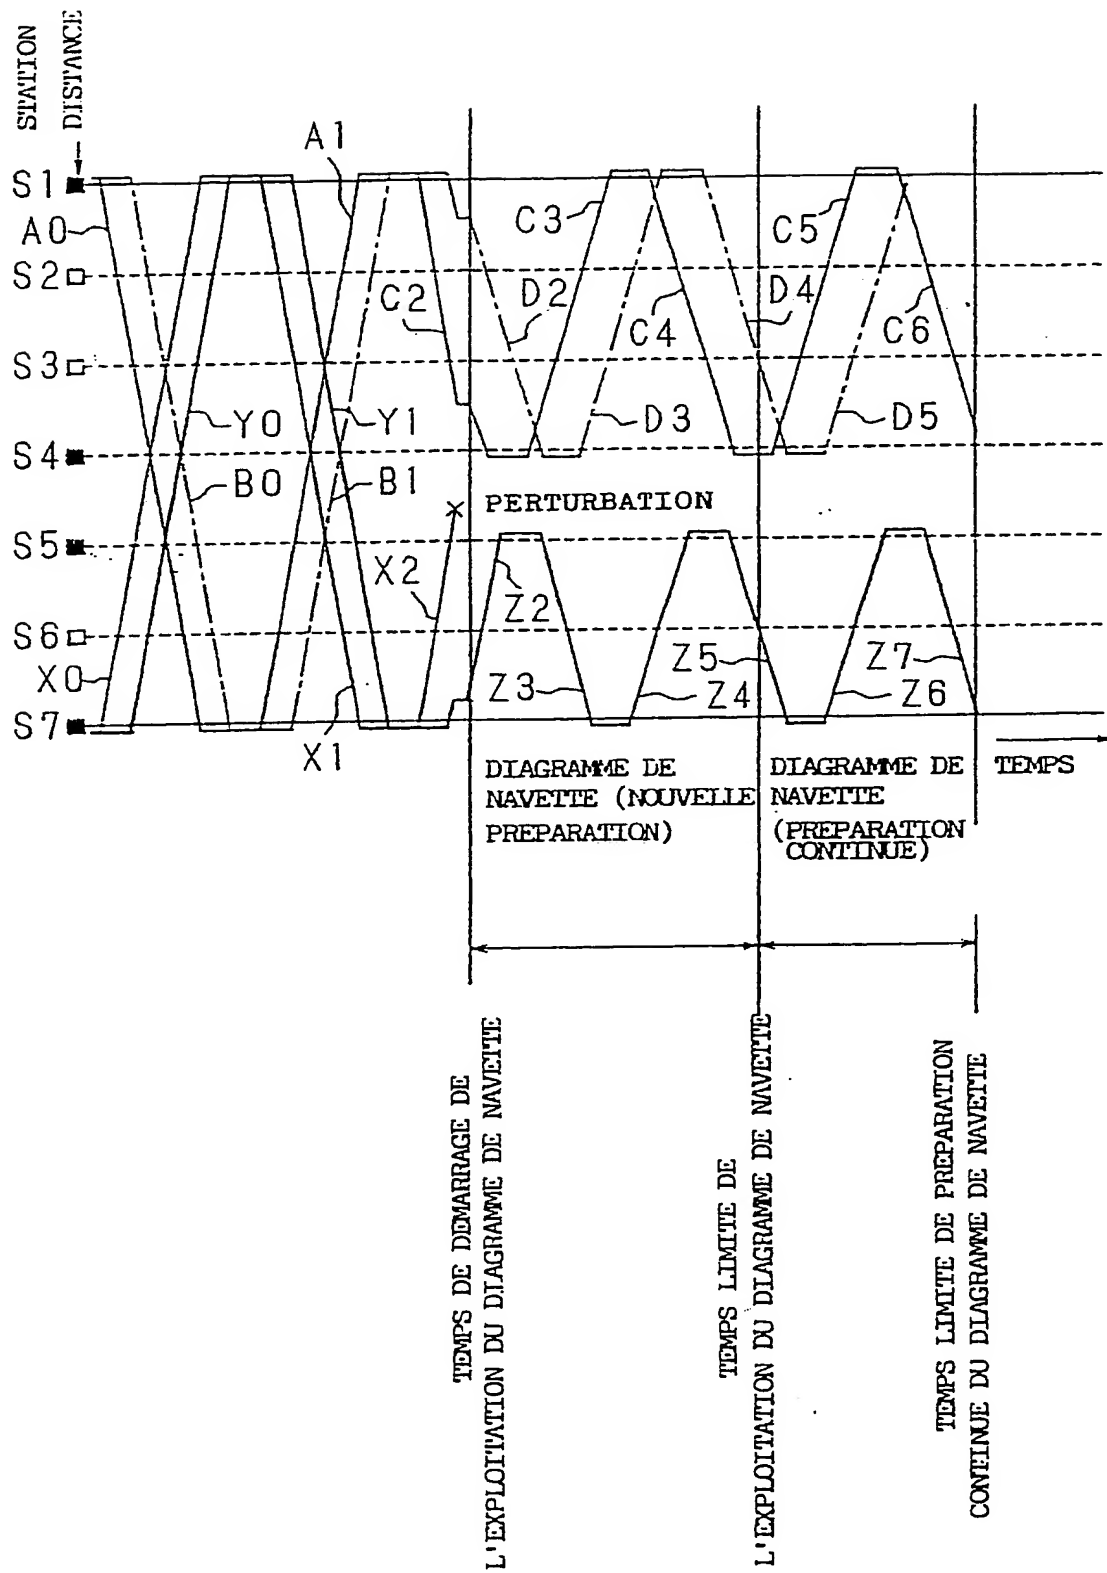 STATION
DISTANCE
S1
A0
S2
S3
S4
S5
S6
X0
S7
A1
C2
Y0
B0
Y1
B1
X2
X1
C3
D2
C4
D3
D4
C5
C6
D5
PERTURBATION
Z2
Z3
Z4
Z5
Z6
Z7
DIAGRAMME DE
NAVETTE (NOUVELLE
PREPARATION)
DIAGRAMME DE
NAVETTE
(PREPARATION
CONTINUE)
TEMPS
TEMPS DE DEMARRAGE DE
L'EXPLOITATION DU DIAGRAMME DE NAVETTE
TEMPS LIMITE DE
L'EXPLOITATION DU DIAGRAMME DE NAVETTE
TEMPS LIMITE DE PREPARATION
CONTINUE DU DIAGRAMME DE NAVETTE